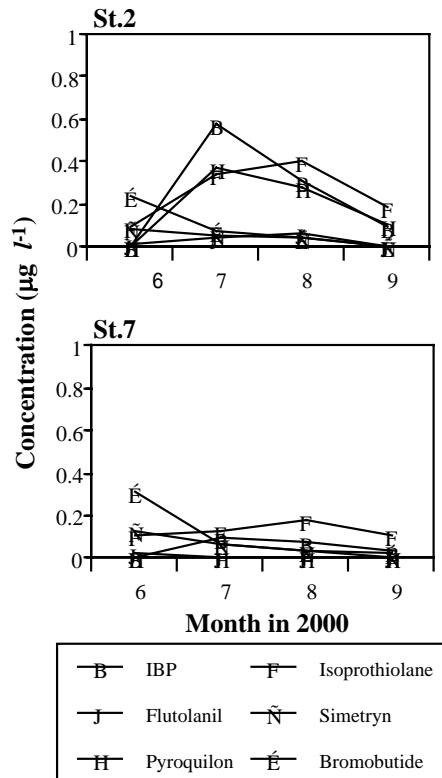 St.2
1
0.8
0.6
0.4
0.2
0
6 7 8 9
Concentration (µg l-1)
St.7
1
0.8
0.6
0.4
0.2
0
6 7 8 9
Month in 2000
B IBP
F Isoprothiolane
J Flutolanil
Ñ Simetryn
H Pyroquilon
É Bromobutide